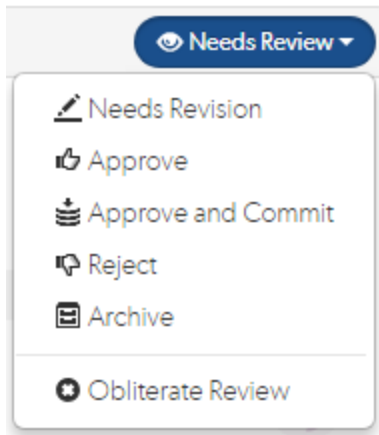 Needs Review
Needs Revision
Approve
Approve and Commit
Reject
Archive
Obliterate Review